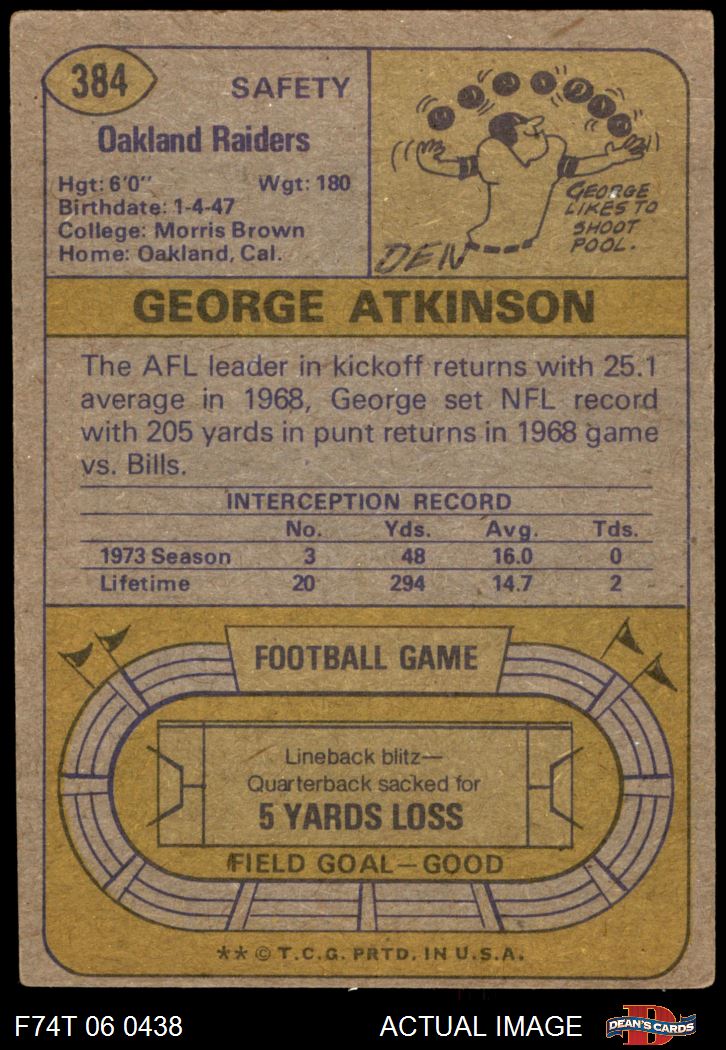 384
SAFETY
Oakland Raiders
Hgt: 6'0" Wgt: 180
Birthdate: 1-4-47
College: Morris Brown
Home: Oakland, Cal.
GEORGE
LIKES TO
SHOOT
POOL.
DEN
GEORGE ATKINSON
The AFL leader in kickoff returns with 25.1
average in 1968, George set NFL record
with 205 yards in punt returns in 1968 game
vs. Bills.
INTERCEPTION RECORD
No. Yds. Avg. Tds.
1973 Season 3 48 16.0 0
Lifetime 20 294 14.7 2
FOOTBALL GAME
Lineback blitz—
Quarterback sacked for
5 YARDS LOSS
FIELD GOAL—GOOD
** © T.C.G. PRTD. IN U.S.A.
F74T 06 0438 ACTUAL IMAGE
D
DEAN'S CARDS